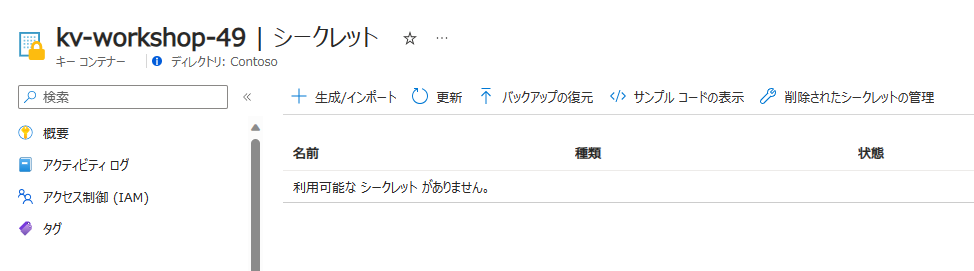 kv-workshop-49 | シークレット ☆ …
キー コンテナー ディレクトリ: Contoso
検索 «
+ 生成/インポート 更新 バックアップの復元 サンプル コードの表示 削除されたシークレットの管理
概要
アクティビティ ログ
アクセス制御 (IAM)
タグ
名前 種類 状態
利用可能な シークレット がありません。